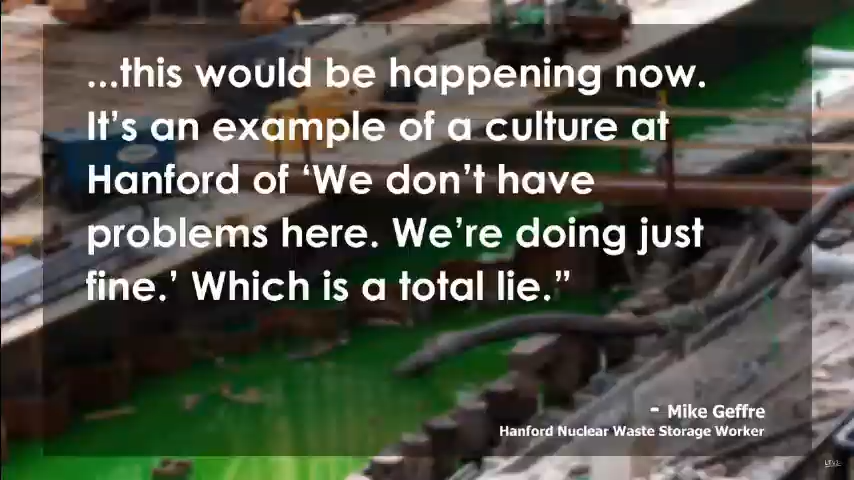 ...this would be happening now.
It's an example of a culture at
Hanford of ‘We don't have
problems here. We're doing just
fine.’ Which is a total lie.”
- Mike Geffre
Hanford Nuclear Waste Storage Worker